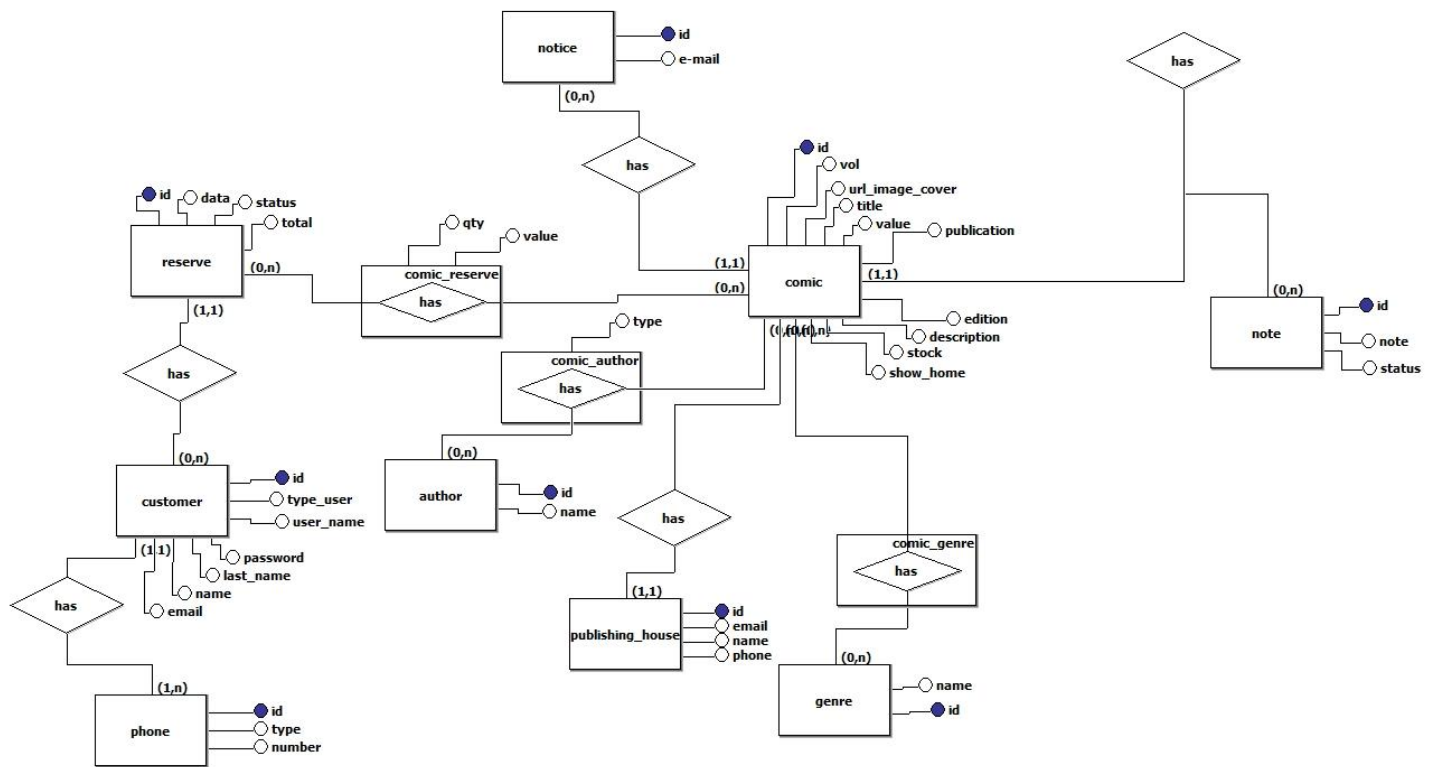 notice
id
e-mail
(0,n)
has
has
id
vol
url_image_cover
title
value
publication
(1,1)
(0,n)
comic
(1,1)
edition
description
stock
show_home
id
data
status
total
reserve
(0,n)
(1,1)
qty
value
comic_reserve
has
type
comic_author
has
(0,n)
author
id
name
(0,n)
note
id
note
status
has
(0,n)
customer
id
type_user
user_name
(1,1)
password
last_name
name
email
has
(1,n)
phone
id
type
number
has
(1,1)
publishing_house
id
email
name
phone
comic_genre
has
(0,n)
genre
name
id